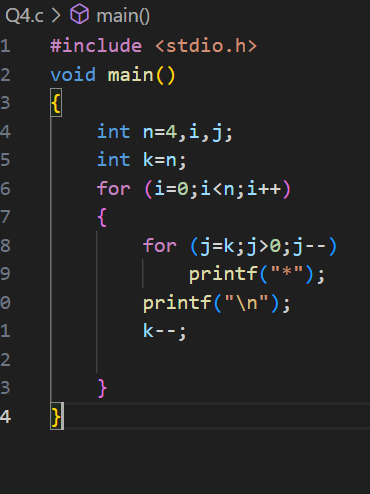 Q4.c > main()
1 #include <stdio.h>
2 void main()
3 {
4     int n=4,i,j;
5     int k=n;
6     for (i=0;i<n;i++)
7     {
8         for (j=k;j>0;j--)
9             printf("*");
0         printf("\n");
1         k--;
2
3     }
4 }